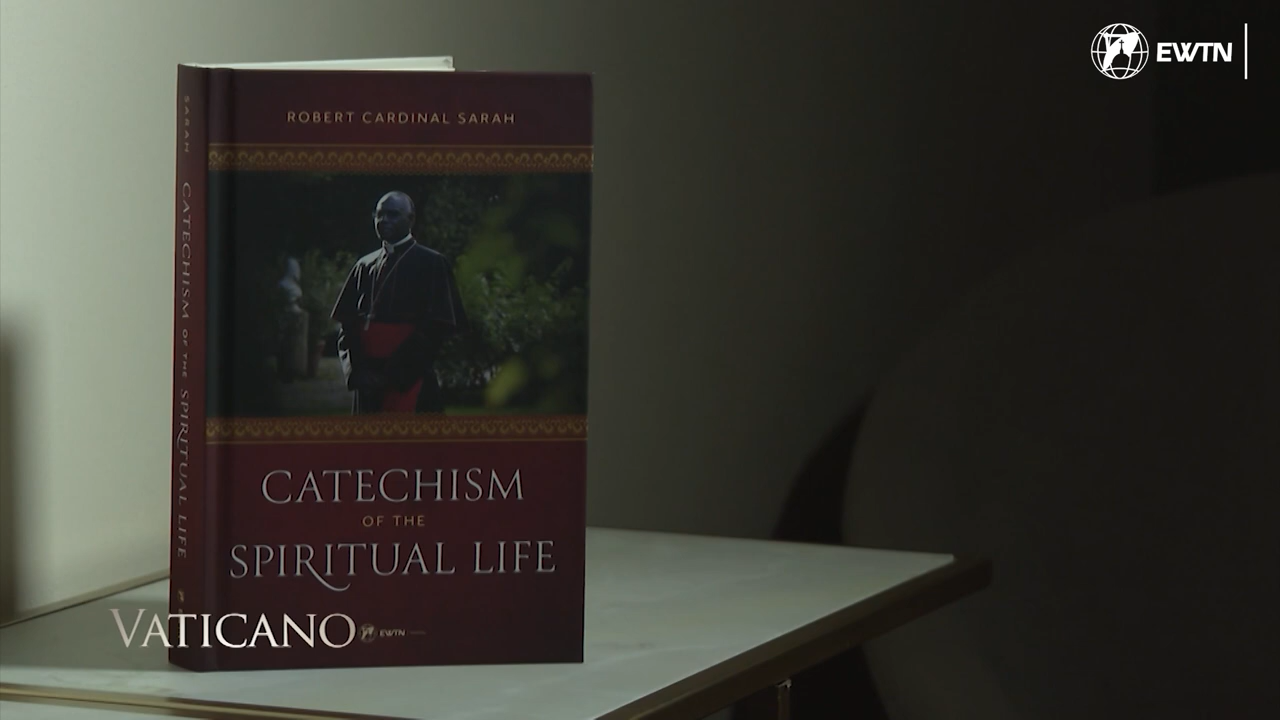 EWTN
ROBERT CARDINAL SARAH
SARAH CATECHISM OF THE SPIRITUAL LIFE
CATECHISM
OF THE
SPIRITUAL LIFE
EWTN
VATICANO